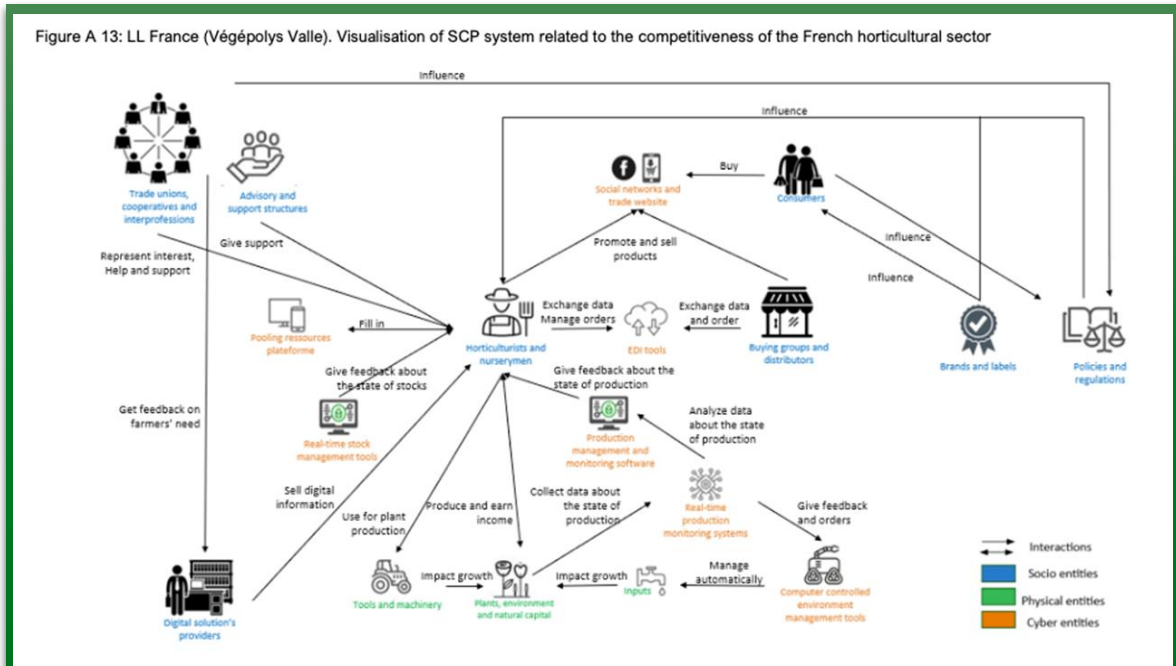 Figure A 13: LL France (Végépolys Valle). Visualisation of SCP system related to the competitiveness of the French horticultural sector
Influence
Influence
Trade unions,
cooperatives and
interprofessions
Advisory and
support structures
Social networks and
trade website
Buy
Consumers
Give support
Represent interest,
Help and support
Promote and sell
products
Influence
Influence
Pooling ressources
plateforme
Fill in
Horticulturists and
nurserymen
Exchange data
Manage orders
EDI tools
Exchange data
and order
Buying groups and
distributors
Brands and labels
Policies and
regulations
Give feedback about
the state of stocks
Give feedback about the
state of production
Get feedback on
farmers' need
Real-time stock
management tools
Production
management and
monitoring software
Analyze data
about the state
of production
Sell digital
information
Use for plant
production
Produce and earn
income
Collect data about
the state of
production
Real-time
production
monitoring systems
Give feedback
and orders
Digital solution's
providers
Tools and machinery
Impact growth
Plants, environment
and natural capital
Impact growth
Inputs
Manage
automatically
Computer controlled
environment
management tools
Interactions
Socio entities
Physical entities
Cyber entities